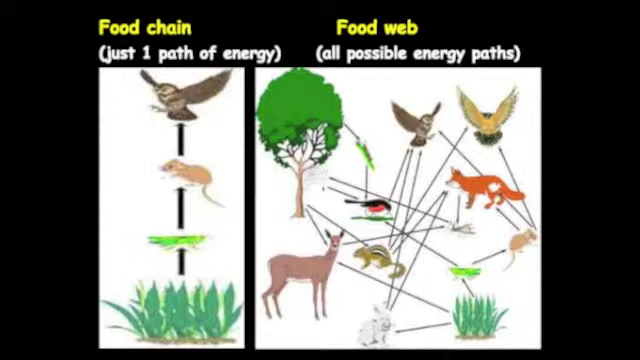 Food chain
(just 1 path of energy)
Food web
(all possible energy paths)